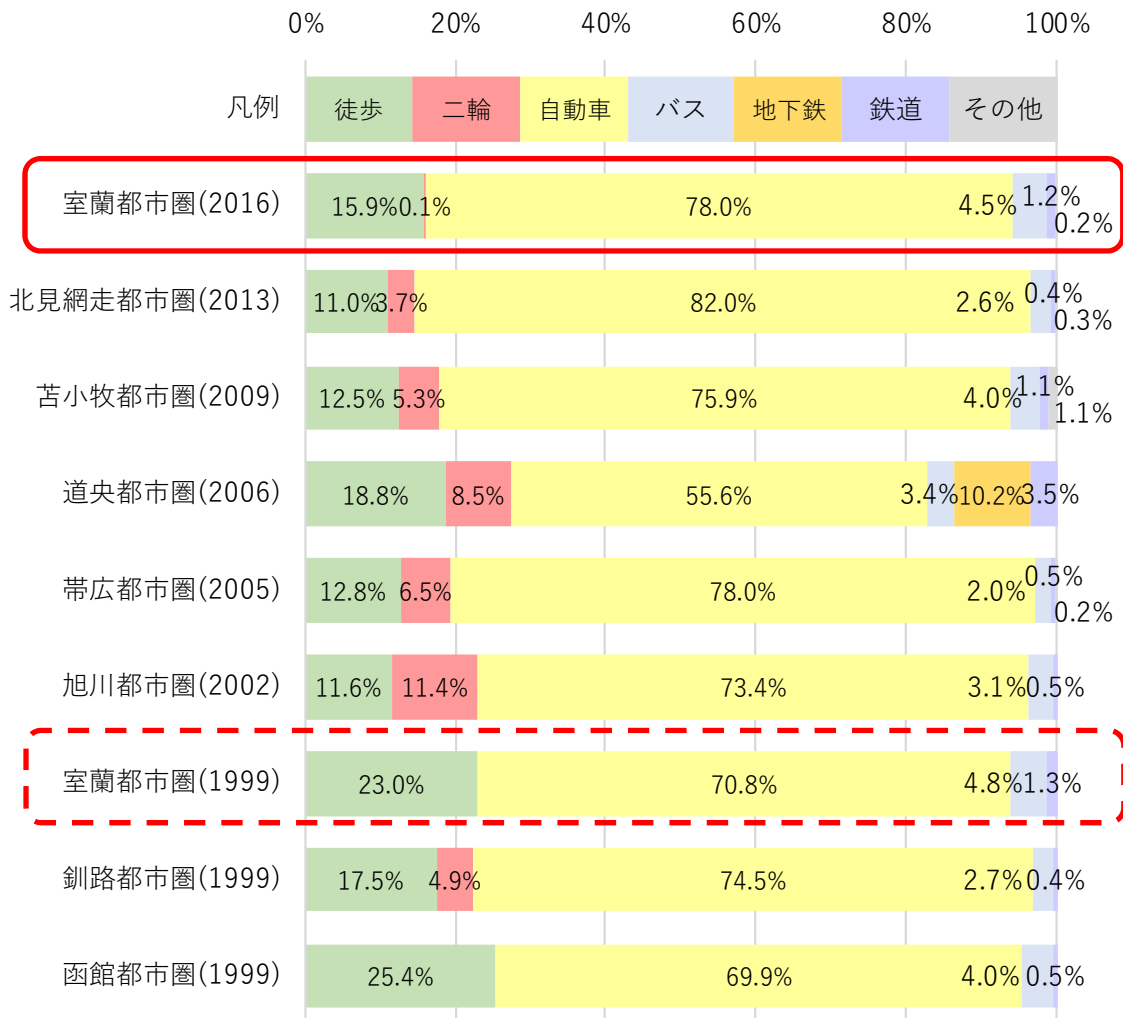 0% 20% 40% 60% 80% 100%
凡例 徒歩 二輪 自動車 バス 地下鉄 鉄道 その他
室蘭都市圏(2016) 15.9% 0.1% 78.0% 4.5% 1.2% 0.2%
北見網走都市圏(2013) 11.0% 3.7% 82.0% 2.6% 0.4% 0.3%
苫小牧都市圏(2009) 12.5% 5.3% 75.9% 4.0% 1.1% 1.1%
道央都市圏(2006) 18.8% 8.5% 55.6% 3.4% 10.2% 3.5%
帯広都市圏(2005) 12.8% 6.5% 78.0% 2.0% 0.5% 0.2%
旭川都市圏(2002) 11.6% 11.4% 73.4% 3.1% 0.5%
室蘭都市圏(1999) 23.0% 70.8% 4.8% 1.3%
釧路都市圏(1999) 17.5% 4.9% 74.5% 2.7% 0.4%
函館都市圏(1999) 25.4% 69.9% 4.0% 0.5%